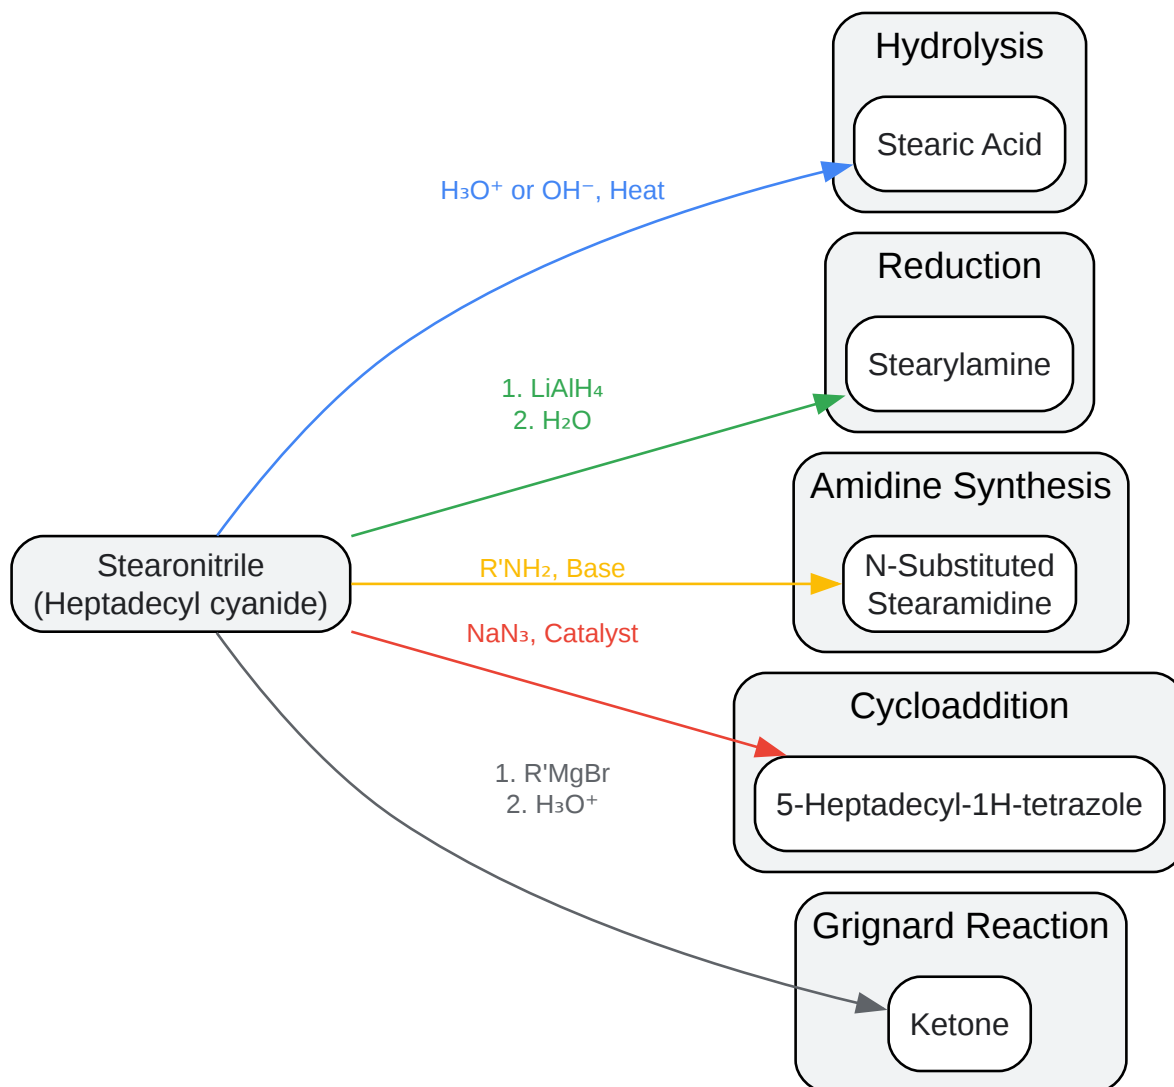 Hydrolysis
Stearic Acid
H₃O⁺ or OH⁻, Heat
Reduction
Stearylamine
1. LiAlH₄
2. H₂O
Amidine Synthesis
Stearonitrile
(Heptadecyl cyanide)
R'NH₂, Base
N-Substituted
Stearamidine
NaN₃, Catalyst
Cycloaddition
5-Heptadecyl-1H-tetrazole
1. R'MgBr
2. H₃O⁺
Grignard Reaction
Ketone